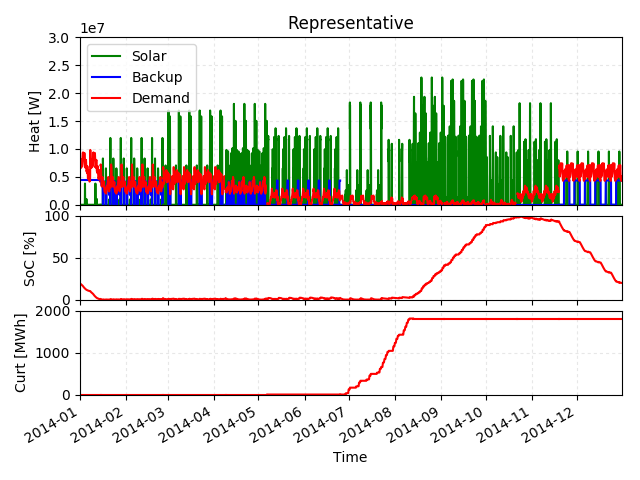 Representative
1e7
3.0
2.5
2.0
1.5
1.0
0.5
0.0
Heat [W]
Solar
Backup
Demand
100
50
0
SoC [%]
2000
1000
0
Curt [MWh]
2014-01
2014-02
2014-03
2014-04
2014-05
2014-06
2014-07
2014-08
2014-09
2014-10
2014-11
2014-12
Time